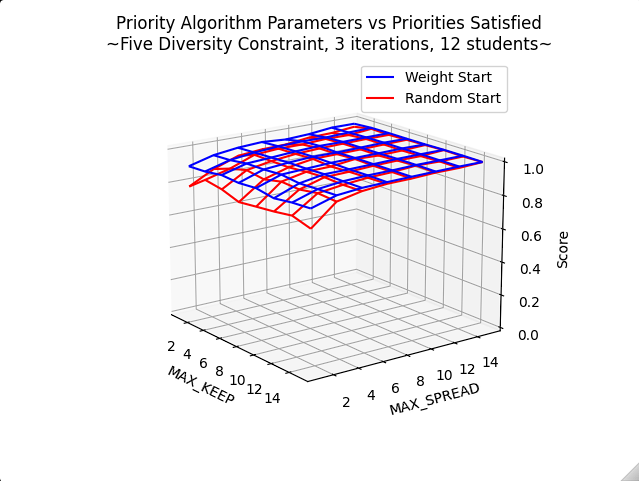 Priority Algorithm Parameters vs Priorities Satisfied
~Five Diversity Constraint, 3 iterations, 12 students~
Weight Start
Random Start
1.0
0.8
0.6
0.4
0.2
0.0
Score
2
4
6
8
10
12
14
MAX_KEEP
2
4
6
8
10
12
14
MAX_SPREAD